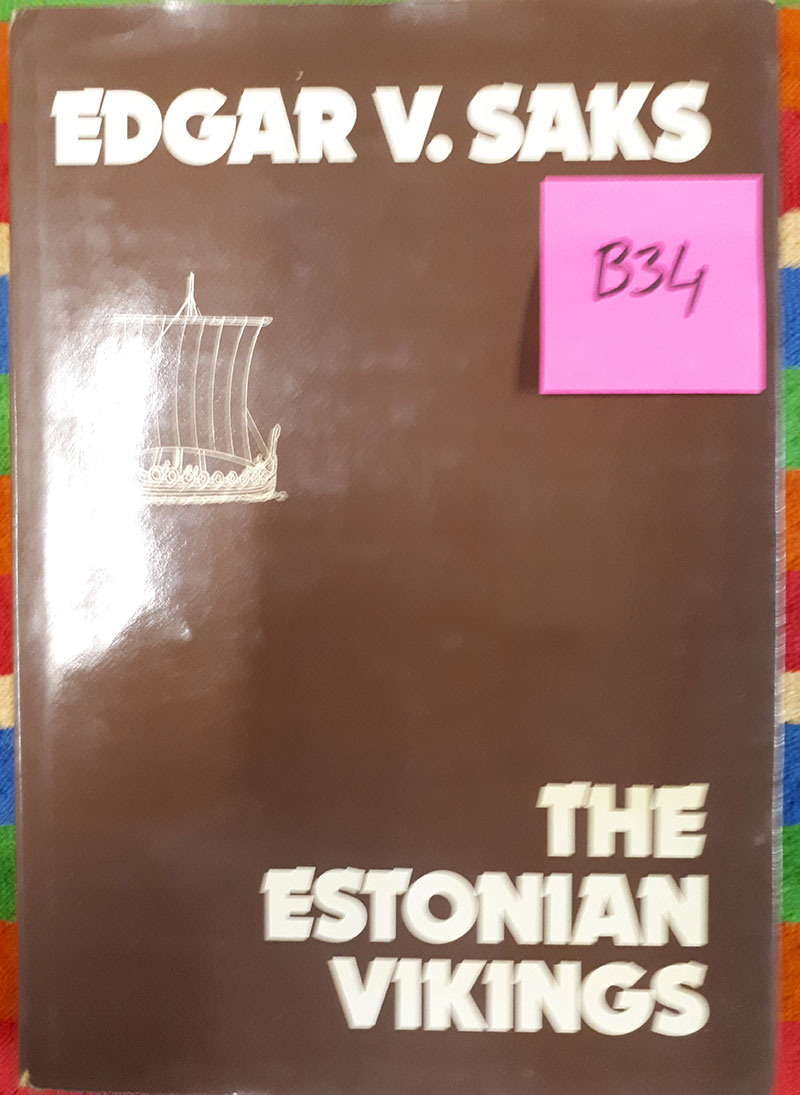 EDGAR V. SAKS
B34
THE
ESTONIAN
VIKINGS